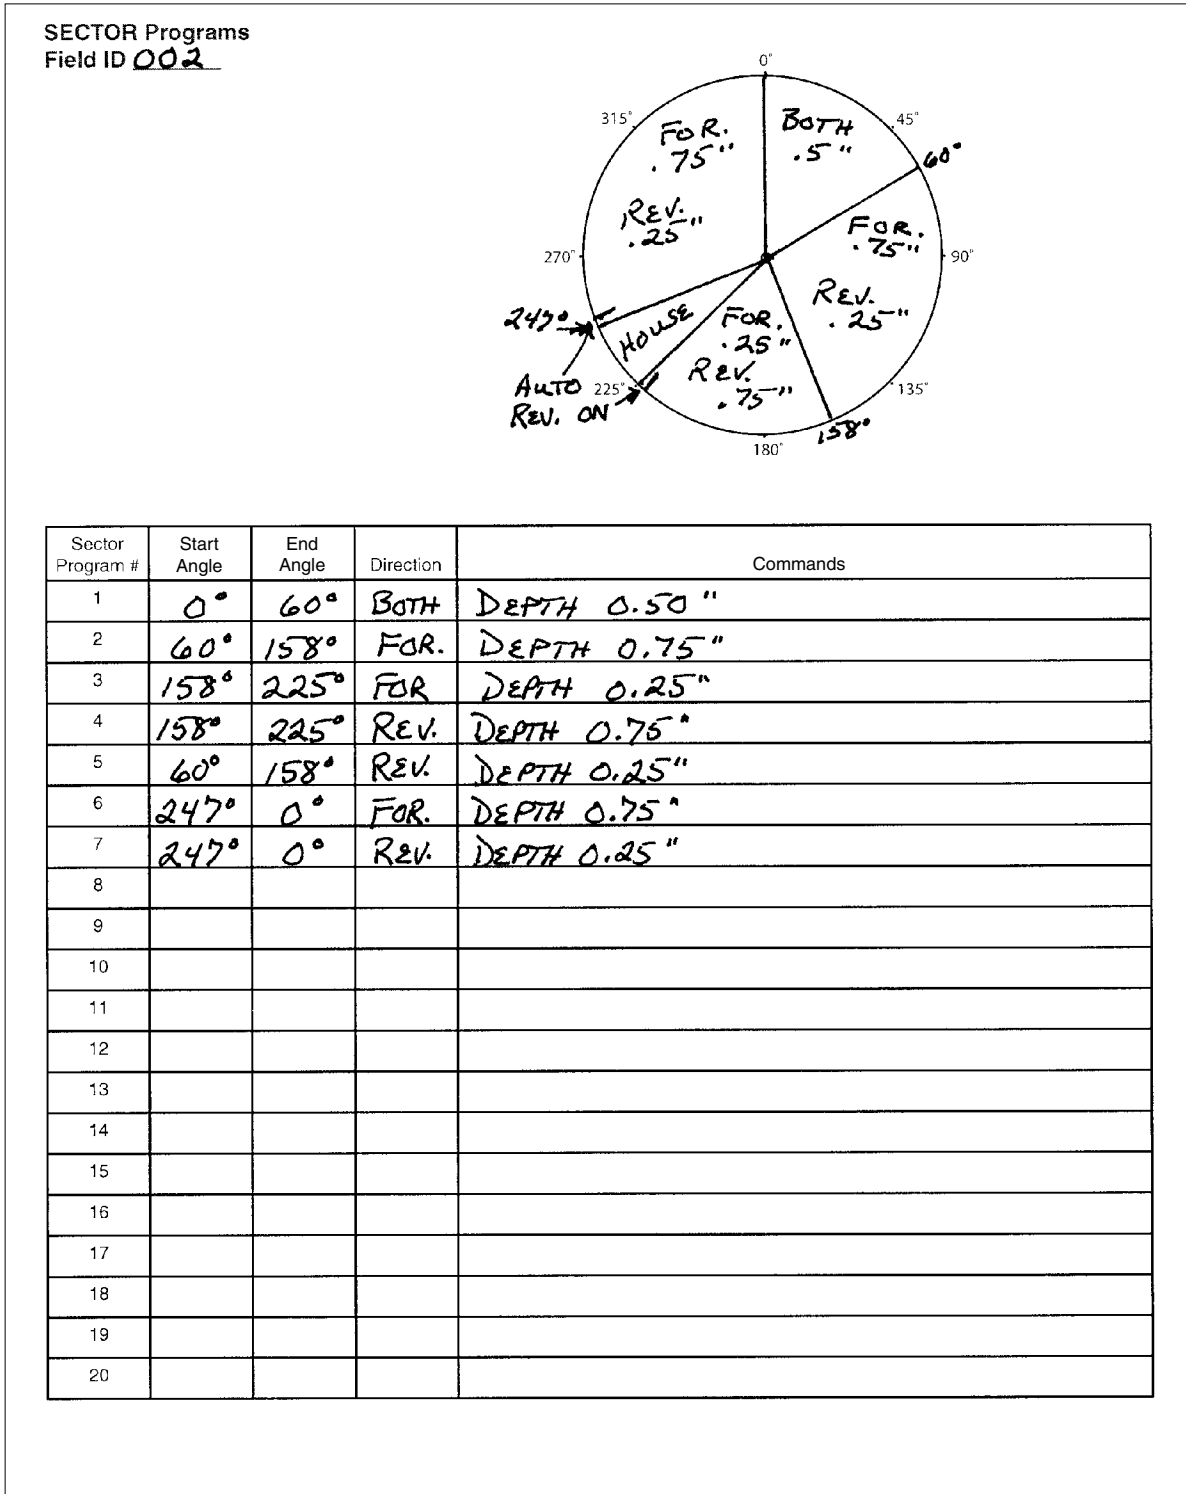 SECTOR Programs
Field ID 002
0°
45°
60°
90°
135°
158°
180°
225°
247°
270°
315°
BOTH
.5"
FOR.
.75"
REV.
.25"
FOR.
.25"
REV.
.75"
HOUSE
FOR.
.75"
REV.
.25"
AUTO
REV. ON
Sector Program # Start Angle End Angle Direction Commands
1 0° 60° BOTH DEPTH 0.50"
2 60° 158° FOR. DEPTH 0.75"
3 158° 225° FOR DEPTH 0.25"
4 158° 225° REV. DEPTH 0.75"
5 60° 158° REV. DEPTH 0.25"
6 247° 0° FOR. DEPTH 0.75"
7 247° 0° REV. DEPTH 0.25"
8
9
10
11
12
13
14
15
16
17
18
19
20